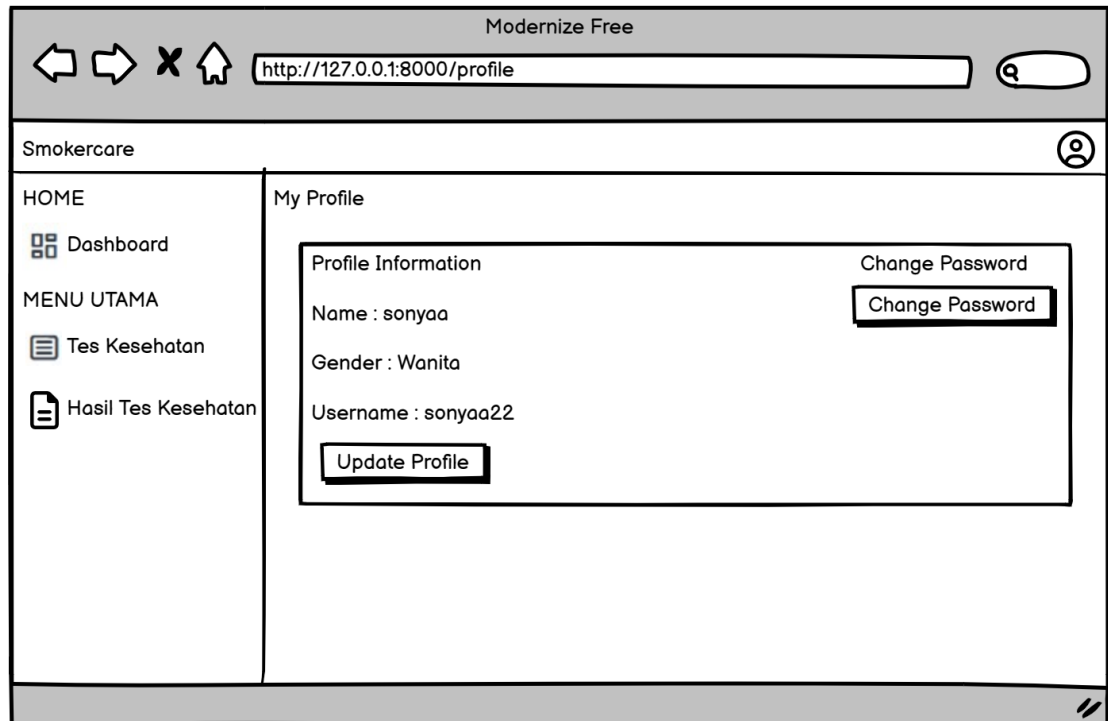 Modernize Free
http://127.0.0.1:8000/profile
Smokercare
HOME
Dashboard
MENU UTAMA
Tes Kesehatan
Hasil Tes Kesehatan
My Profile
Profile Information
Name : sonyaa
Gender : Wanita
Username : sonyaa22
Update Profile
Change Password
Change Password